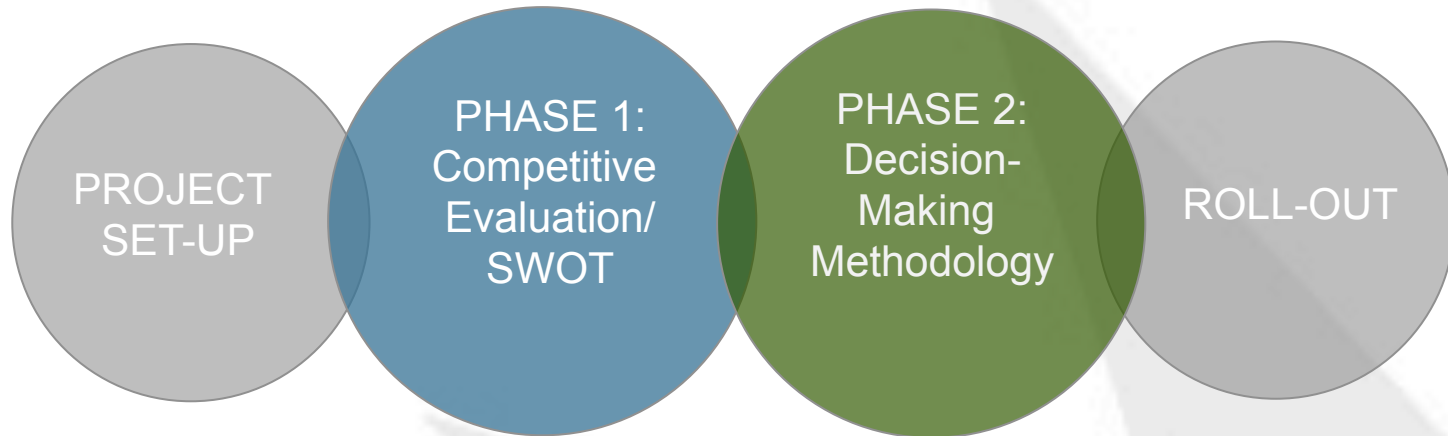 PROJECT
SET-UP
PHASE 1:
Competitive
Evaluation/
SWOT
PHASE 2:
Decision-
Making
Methodology
ROLL-OUT